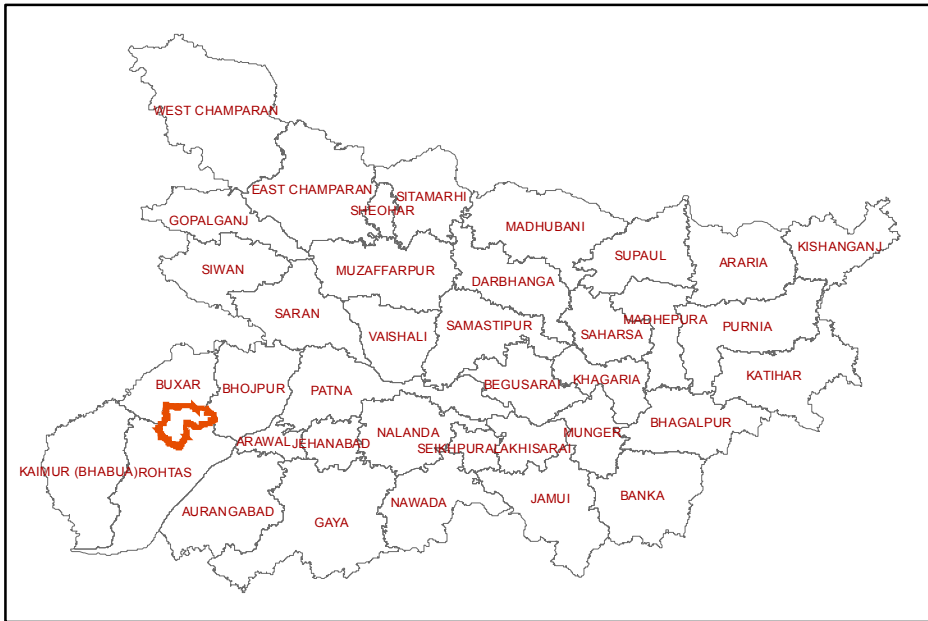 WEST CHAMPARAN
EAST CHAMPARAN
SITAMARHI
SHEOHAR
GOPALGANJ
MADHUBANI
KISHANGANJ
SUPAUL
ARARIA
SIWAN
MUZAFFARPUR
DARBHANGA
SARAN
MADHEPURA
SAMASTIPUR
PURNIA
VAISHALI
SAHARSA
KATIHAR
BUXAR
BHOJPUR
PATNA
BEGUSARAI
KHAGARIA
BHAGALPUR
ARAWAL
JEHANABAD
NALANDA
SEIKHPURA
LAKHISARAI
MUNGER
KAIMUR (BHABUA)
ROHTAS
AURANGABAD
GAYA
NAWADA
JAMUI
BANKA